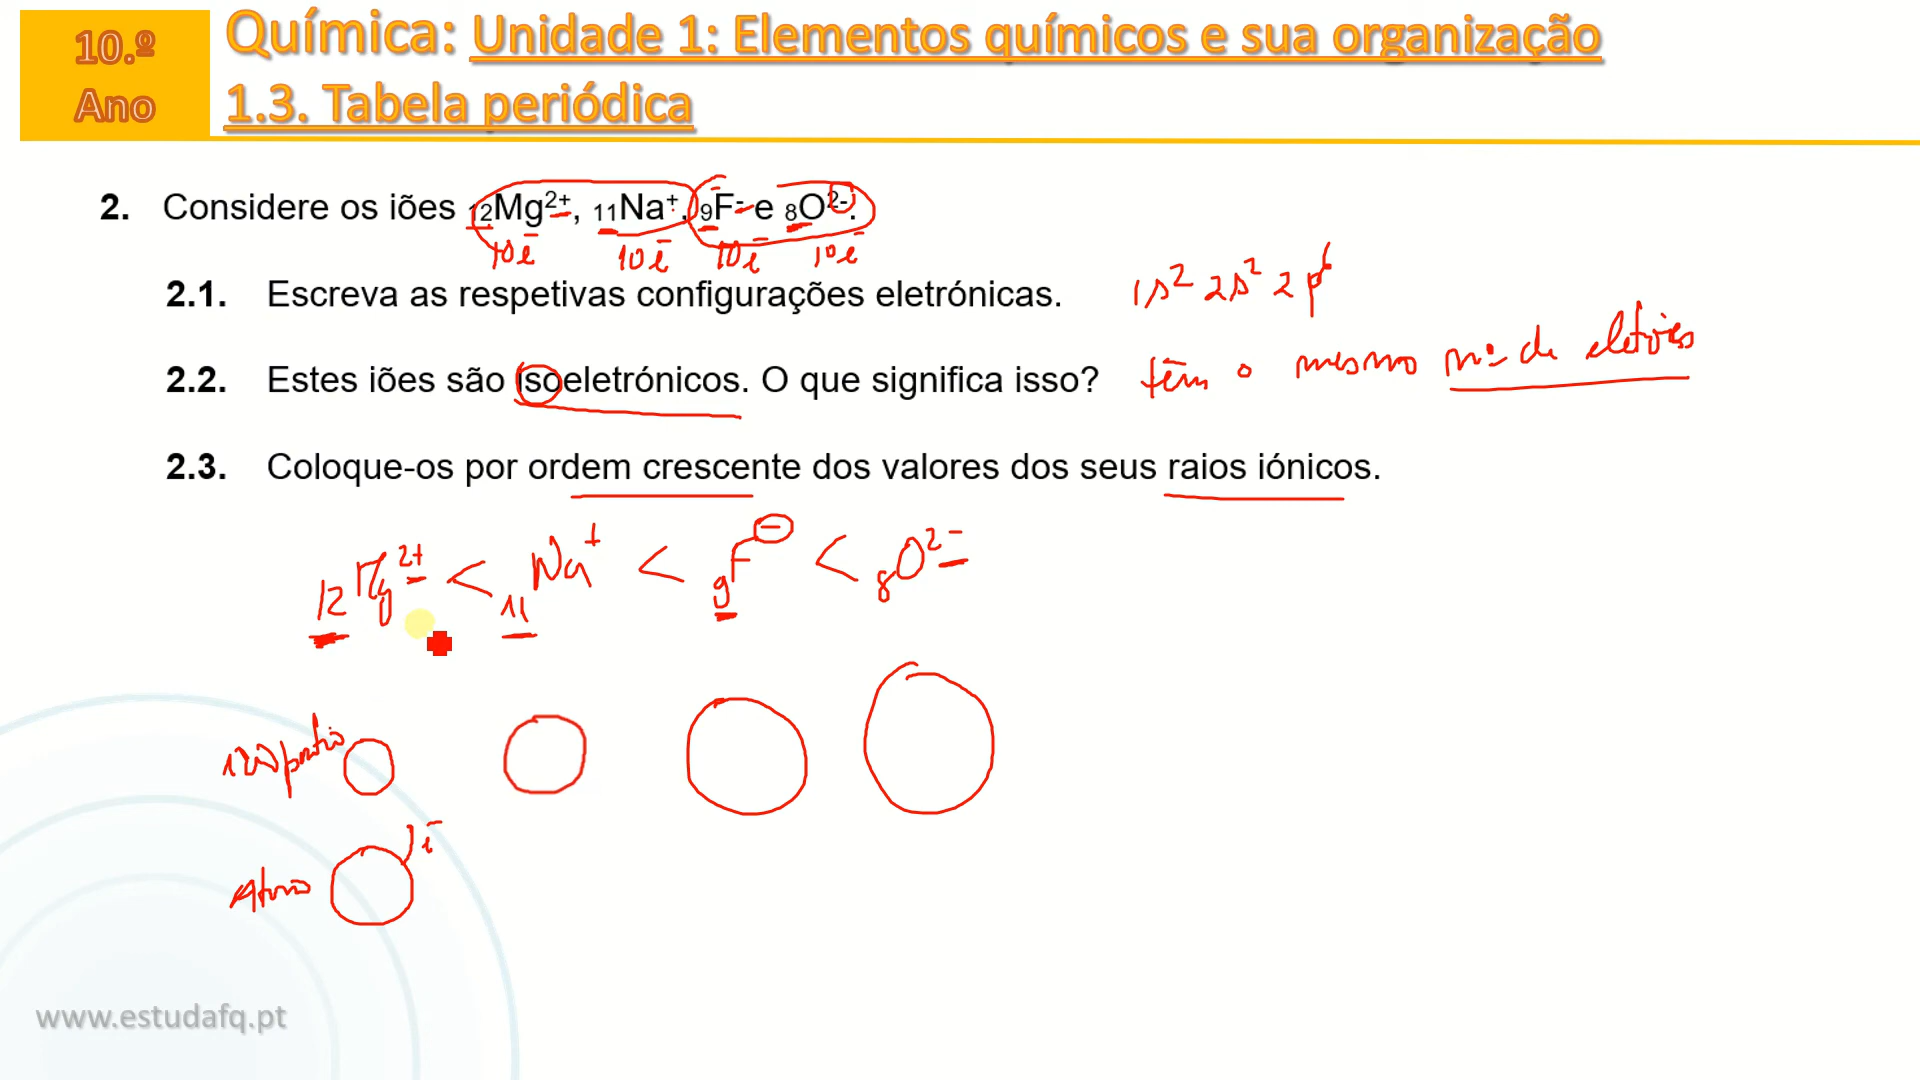 10.º Ano
Química: Unidade 1: Elementos químicos e sua organização
1.3. Tabela periódica
2. Considere os iões ₁₂Mg²⁺, ₁₁Na⁺, ₉F⁻ e ₈O²⁻.
10e⁻ 10e⁻ 10e⁻ 10e⁻
2.1. Escreva as respetivas configurações eletrónicas. 1s² 2s² 2p⁶
2.2. Estes iões são isoeletrónicos. O que significa isso? têm o mesmo nº de eletrões
2.3. Coloque-os por ordem crescente dos valores dos seus raios iónicos.
₁₂Mg²⁺ < ₁₁Na⁺ < ₉F⁻ < ₈O²⁻
e⁻
Átomo
www.estudafq.pt